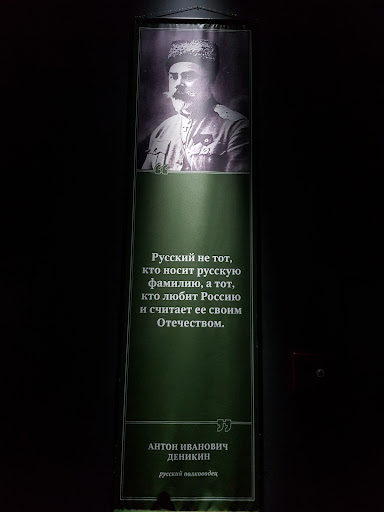 Русский не тот,
кто носит русскую
фамилию, а тот,
кто любит Россию
и считает ее своим
Отечеством.
АНТОН ИВАНОВИЧ
ДЕНИКИН
русский полководец